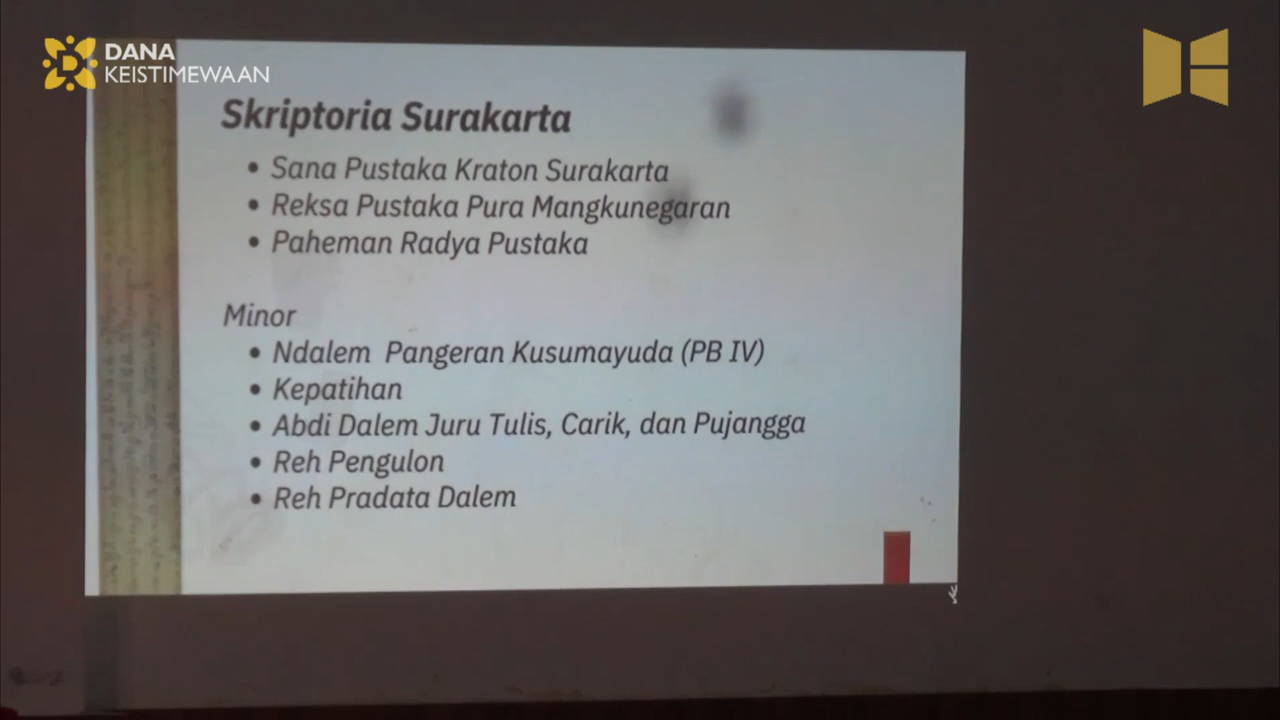 DANA
KEISTIMEWAAN
Skriptoria Surakarta
• Sana Pustaka Kraton Surakarta
• Reksa Pustaka Pura Mangkunegaran
• Paheman Radya Pustaka
Minor
• Ndalem Pangeran Kusumayuda (PB IV)
• Kepatihan
• Abdi Dalem Juru Tulis, Carik, dan Pujangga
• Reh Pengulon
• Reh Pradata Dalem